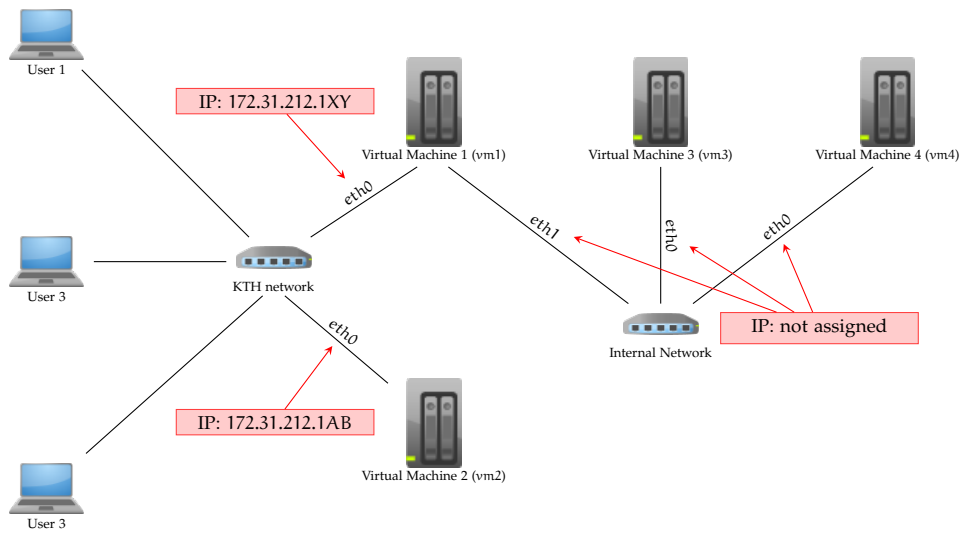 User 1
IP: 172.31.212.1XY
Virtual Machine 1 (vm1)
Virtual Machine 3 (vm3)
Virtual Machine 4 (vm4)
eth0
eth1
eth0
eth0
KTH network
User 3
eth0
IP: not assigned
Internal Network
IP: 172.31.212.1AB
Virtual Machine 2 (vm2)
User 3